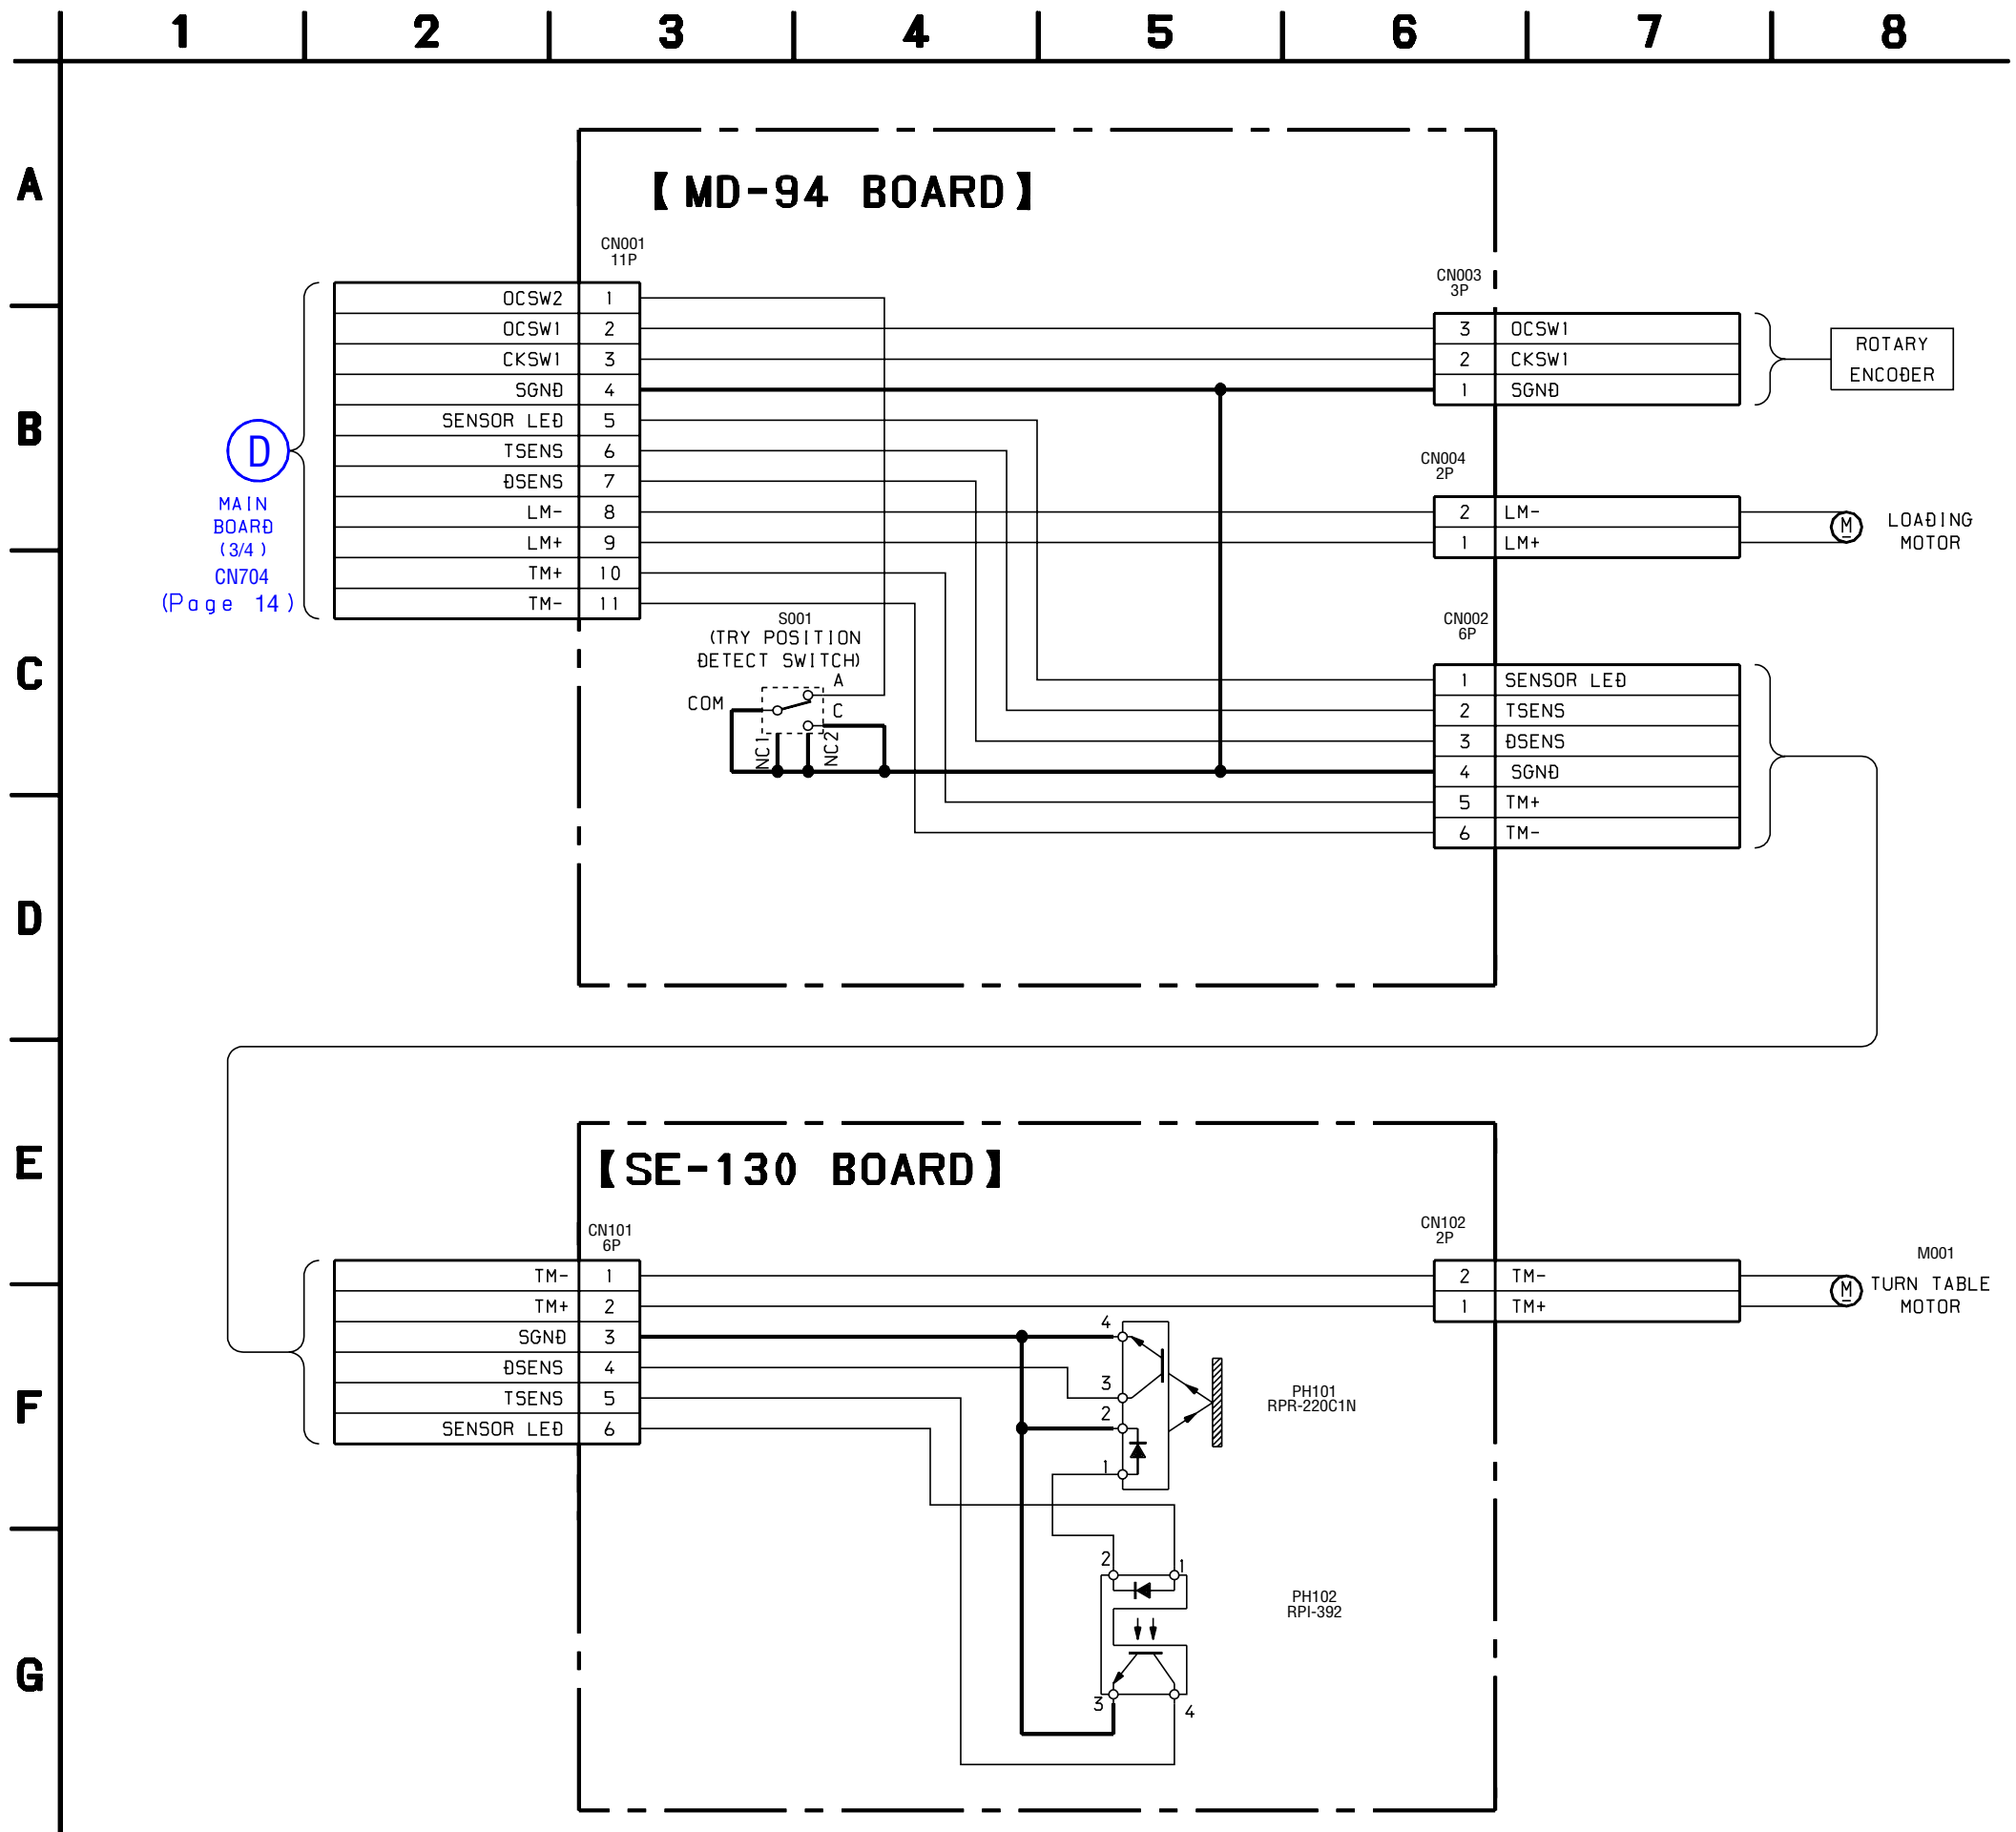 1 2 3 4 5 6 7 8
A
【 MD-94 BOARD】
CN001
11P
CN003
3P
OCSW2 1
OCSW1 2
CKSW1 3
SGND 4
SENSOR LED 5
TSENS 6
DSENS 7
LM- 8
LM+ 9
TM+ 10
TM- 11
3 OCSW1
2 CKSW1
1 SGND
ROTARY
ENCODER
B
D
MAIN
BOARD
(3/4)
CN704
(Page 14)
CN004
2P
2 LM-
1 LM+
M
LOADING
MOTOR
C
S001
(TRY POSITION
DETECT SWITCH)
COM
A
C
NC1
NC2
CN002
6P
1 SENSOR LED
2 TSENS
3 DSENS
4 SGND
5 TM+
6 TM-
D
E
【SE-130 BOARD】
CN101
6P
CN102
2P
TM- 1
TM+ 2
SGND 3
DSENS 4
TSENS 5
SENSOR LED 6
2 TM-
1 TM+
M
M001
TURN TABLE
MOTOR
F
4
3
2
1
PH101
RPR-220C1N
2 1
PH102
RPI-392
G
3 4